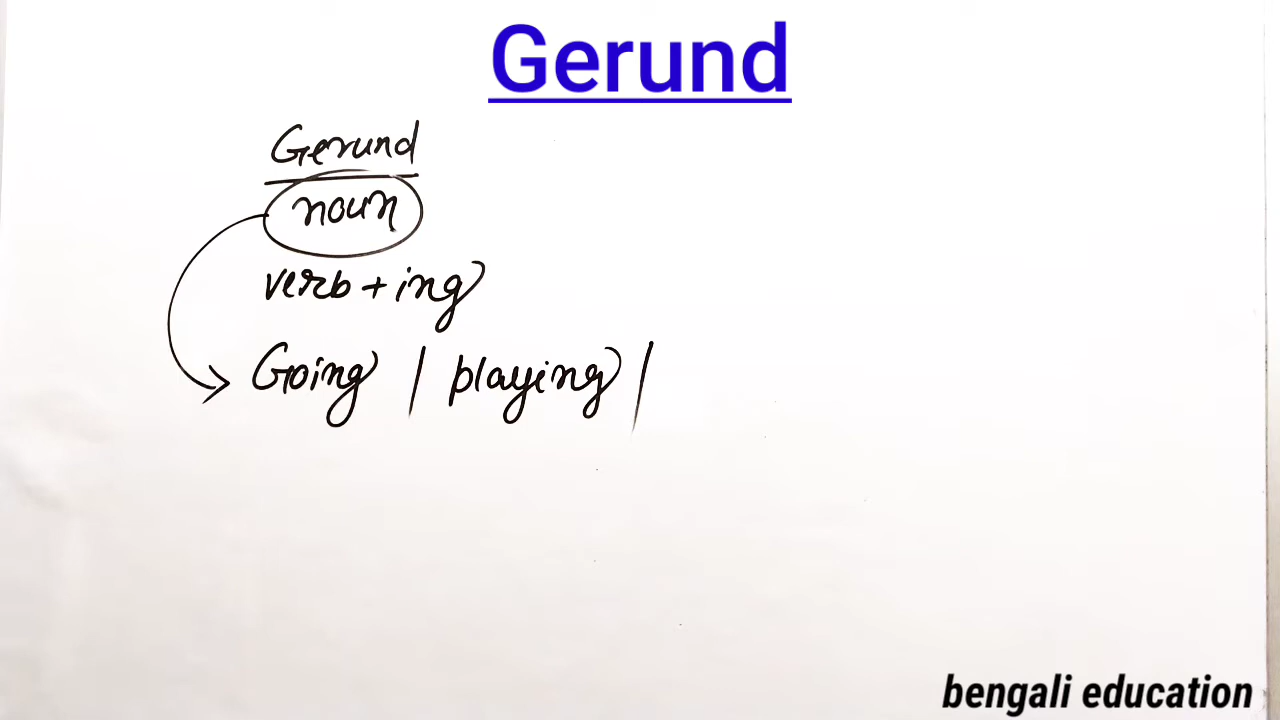 Gerund
Gerund
noun
verb + ing
Going / playing /
bengali education